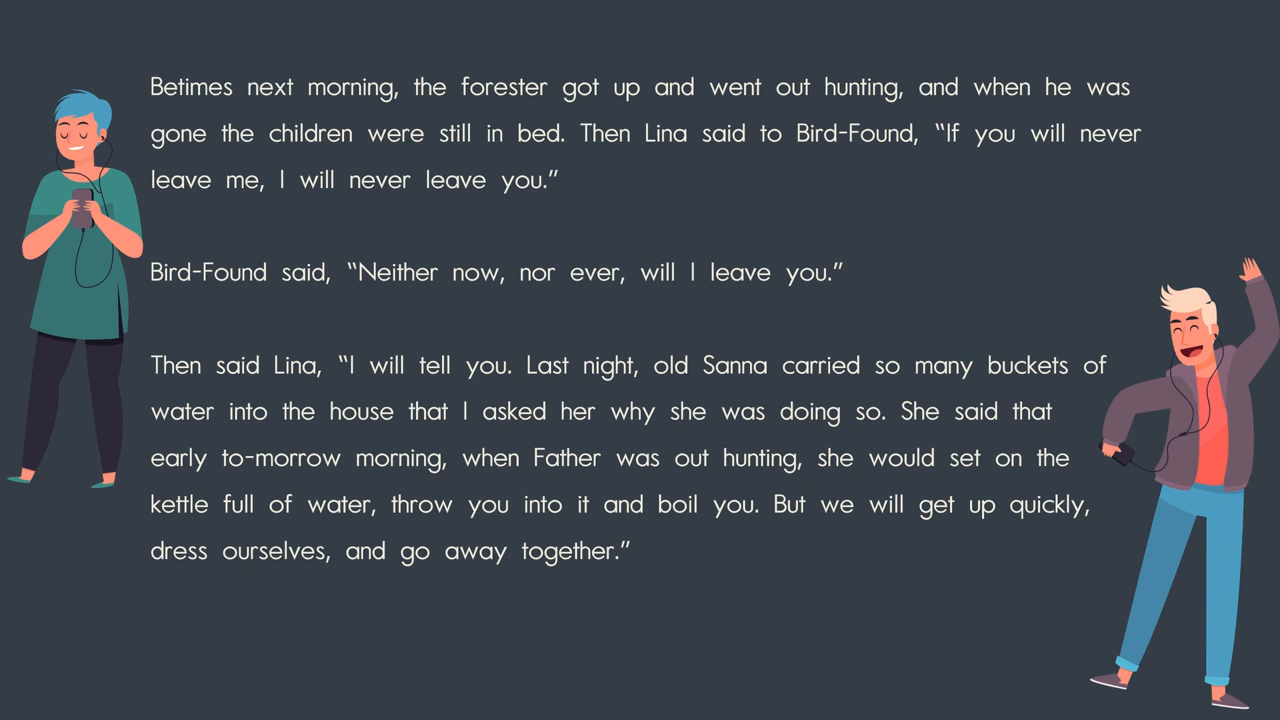 Betimes next morning, the forester got up and went out hunting, and when he was
gone the children were still in bed. Then Lina said to Bird-Found, “If you will never
leave me, I will never leave you.”
Bird-Found said, “Neither now, nor ever, will I leave you.”
Then said Lina, “I will tell you. Last night, old Sanna carried so many buckets of
water into the house that I asked her why she was doing so. She said that
early to-morrow morning, when Father was out hunting, she would set on the
kettle full of water, throw you into it and boil you. But we will get up quickly,
dress ourselves, and go away together.”